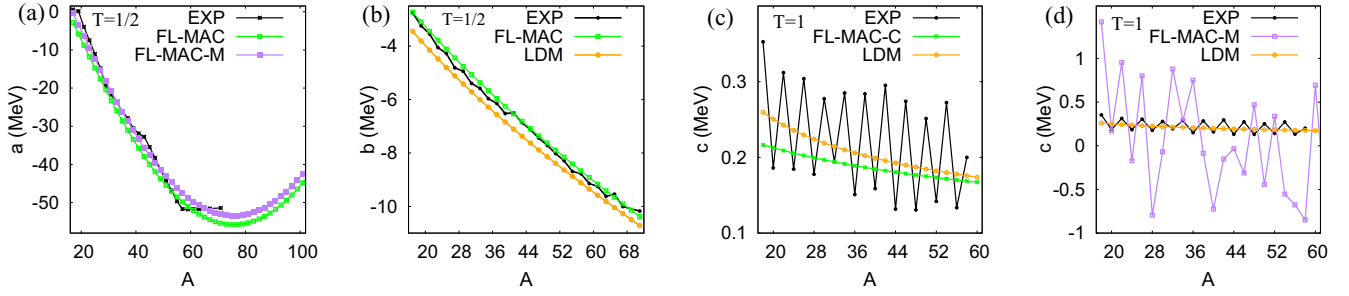 (a)
T=1/2
EXP
FL-MAC
FL-MAC-M
a (MeV)
0
-10
-20
-30
-40
-50
20
40
60
80
100
A
(b)
T=1/2
EXP
FL-MAC
LDM
b (MeV)
-4
-6
-8
-10
20
28
36
44
52
60
68
A
(c)
T=1
EXP
FL-MAC-C
LDM
c (MeV)
0.3
0.2
0.1
20
28
36
44
52
60
A
(d)
T=1
EXP
FL-MAC-M
LDM
c (MeV)
1
0.5
0
-0.5
-1
20
28
36
44
52
60
A